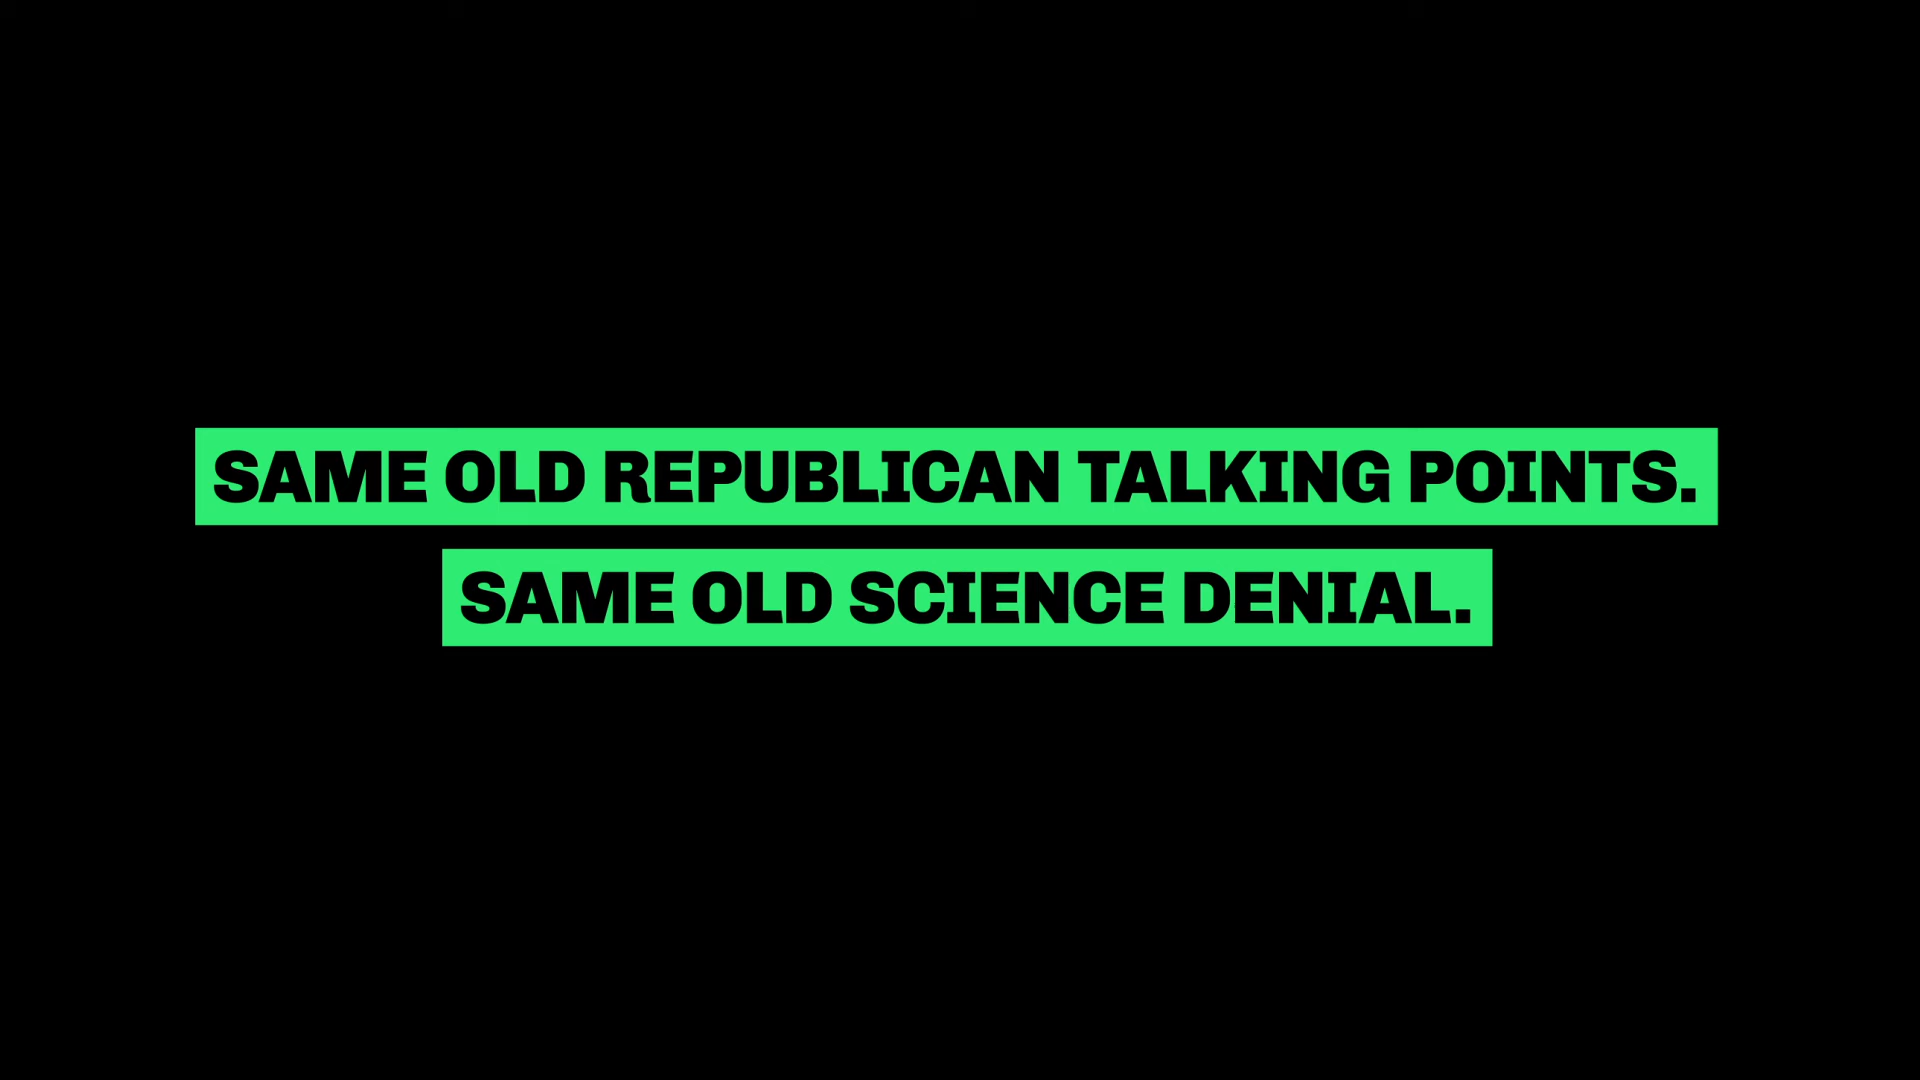 SAME OLD REPUBLICAN TALKING POINTS.
SAME OLD SCIENCE DENIAL.